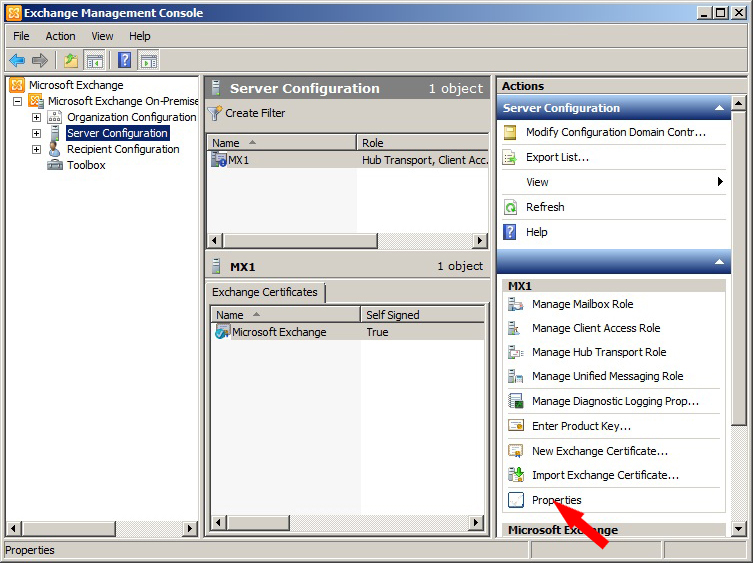 Exchange Management Console
File Action View Help
Microsoft Exchange
Microsoft Exchange On-Premise
Organization Configuration
Server Configuration
Recipient Configuration
Toolbox
Server Configuration 1 object
Create Filter
Name Role
MX1 Hub Transport, Client Acc...
MX1 1 object
Exchange Certificates
Name Self Signed
Microsoft Exchange True
Actions
Server Configuration
Modify Configuration Domain Contr...
Export List...
View
Refresh
Help
MX1
Manage Mailbox Role
Manage Client Access Role
Manage Hub Transport Role
Manage Unified Messaging Role
Manage Diagnostic Logging Prop...
Enter Product Key...
New Exchange Certificate...
Import Exchange Certificate...
Properties
Microsoft Exchange
Properties